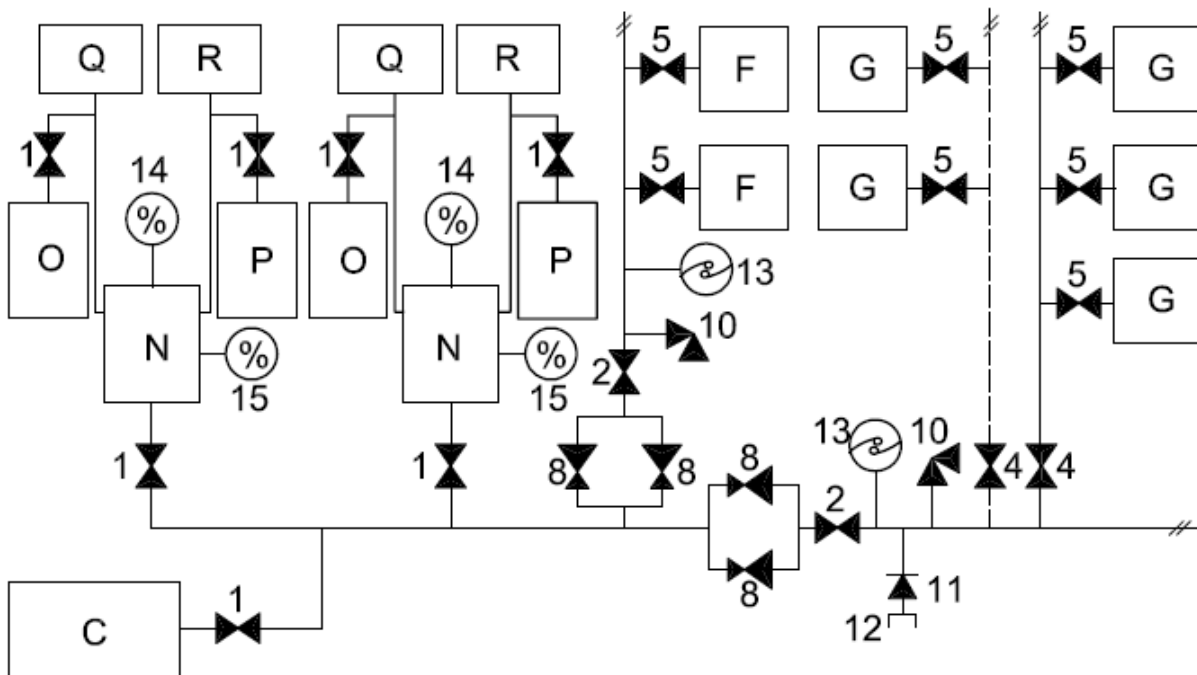 Q R Q R
5 F G 5 5 G
1 1 1 1
14 14
% %
5 F G 5 5 G
O P O P
13 5 G
N % N %
15 15
10
2
13 10
1 1 8 8 8 4 4
2
1 8 11
12
C